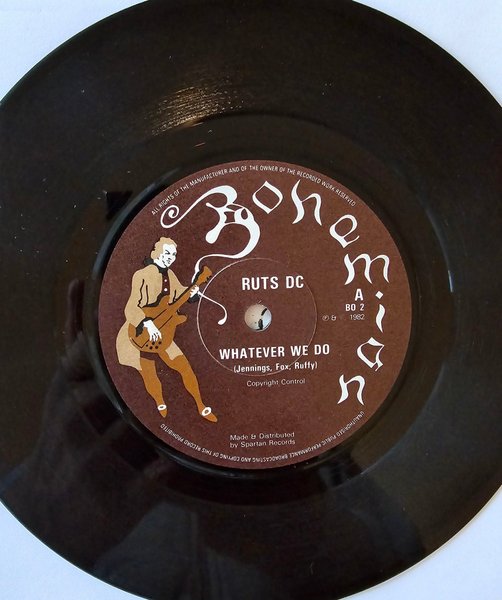 ALL RIGHTS OF THE MANUFACTURER AND OF THE OWNER OF THE RECORDED WORK RESERVED
Bohemian
RUTS DC
A
BO 2
℗ & 1982
WHATEVER WE DO
(Jennings, Fox, Ruffy)
Copyright Control
Made & Distributed
by Spartan Records
UNAUTHORISED PUBLIC PERFORMANCE BROADCASTING AND COPYING OF THIS RECORD PROHIBITED